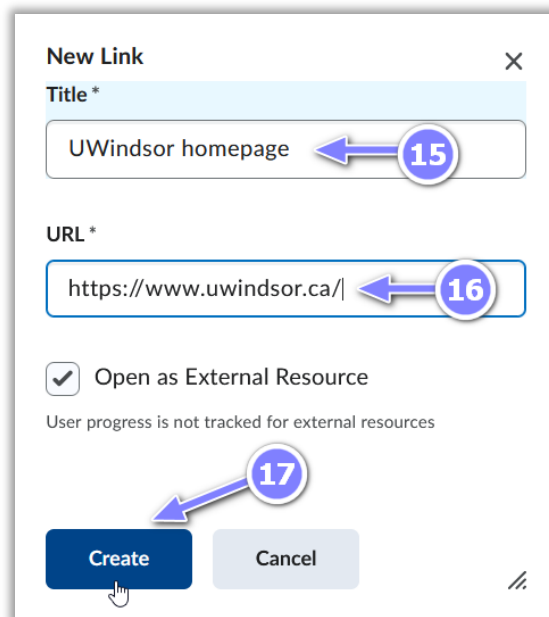 New Link
Title *
UWindsor homepage
15
URL *
https://www.uwindsor.ca/
16
Open as External Resource
User progress is not tracked for external resources
17
Create Cancel